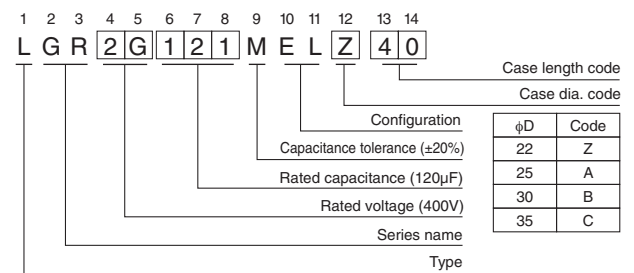 1 2 3 4 5 6 7 8 9 10 11 12 13 14
L G R 2 G 1 2 1 M E L Z 4 0
Case length code
Case dia. code
Configuration
Capacitance tolerance (±20%)
Rated capacitance (120µF)
Rated voltage (400V)
Series name
Type
ϕD Code
22 Z
25 A
30 B
35 C